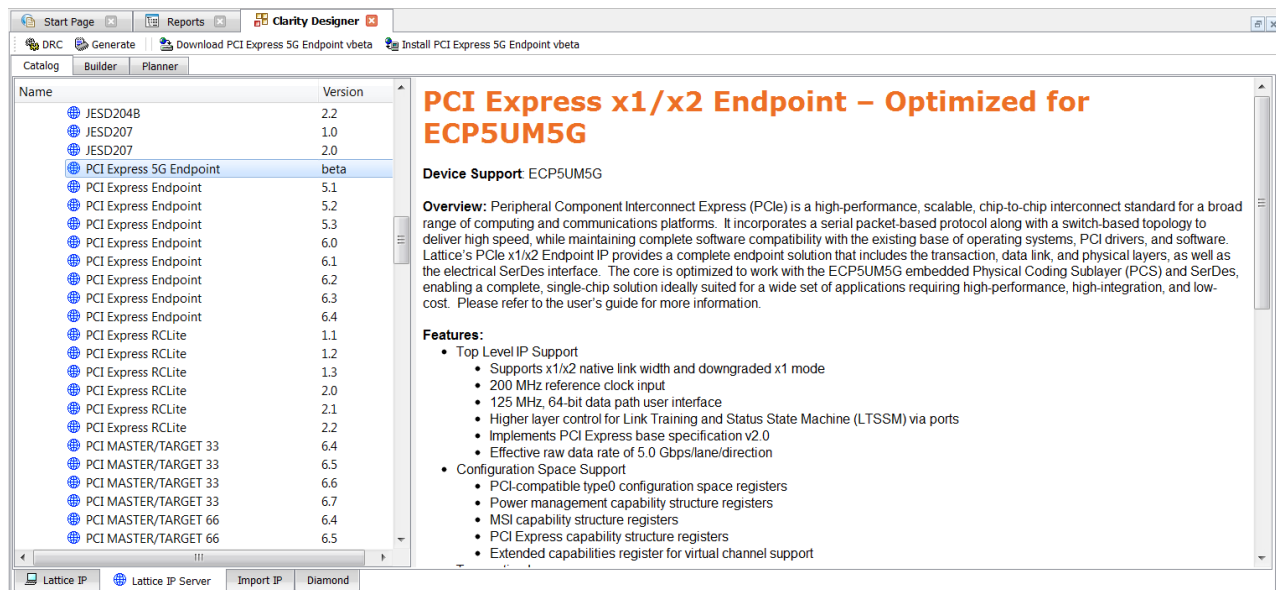 Start Page
Reports
Clarity Designer
DRC Generate Download PCI Express 5G Endpoint vbeta Install PCI Express 5G Endpoint vbeta
Catalog Builder Planner
Name Version
JESD204B 2.2
JESD207 1.0
JESD207 2.0
PCI Express 5G Endpoint beta
PCI Express Endpoint 5.1
PCI Express Endpoint 5.2
PCI Express Endpoint 5.3
PCI Express Endpoint 6.0
PCI Express Endpoint 6.1
PCI Express Endpoint 6.2
PCI Express Endpoint 6.3
PCI Express Endpoint 6.4
PCI Express RCLite 1.1
PCI Express RCLite 1.2
PCI Express RCLite 1.3
PCI Express RCLite 2.0
PCI Express RCLite 2.1
PCI Express RCLite 2.2
PCI MASTER/TARGET 33 6.4
PCI MASTER/TARGET 33 6.5
PCI MASTER/TARGET 33 6.6
PCI MASTER/TARGET 33 6.7
PCI MASTER/TARGET 66 6.4
PCI MASTER/TARGET 66 6.5
PCI Express x1/x2 Endpoint – Optimized for
ECP5UM5G
Device Support: ECP5UM5G
Overview: Peripheral Component Interconnect Express (PCIe) is a high-performance, scalable, chip-to-chip interconnect standard for a broad
range of computing and communications platforms. It incorporates a serial packet-based protocol along with a switch-based topology to
deliver high speed, while maintaining complete software compatibility with the existing base of operating systems, PCI drivers, and software.
Lattice's PCIe x1/x2 Endpoint IP provides a complete endpoint solution that includes the transaction, data link, and physical layers, as well as
the electrical SerDes interface. The core is optimized to work with the ECP5UM5G embedded Physical Coding Sublayer (PCS) and SerDes,
enabling a complete, single-chip solution ideally suited for a wide set of applications requiring high-performance, high-integration, and low-
cost. Please refer to the user's guide for more information.
Features:
• Top Level IP Support
• Supports x1/x2 native link width and downgraded x1 mode
• 200 MHz reference clock input
• 125 MHz, 64-bit data path user interface
• Higher layer control for Link Training and Status State Machine (LTSSM) via ports
• Implements PCI Express base specification v2.0
• Effective raw data rate of 5.0 Gbps/lane/direction
• Configuration Space Support
• PCI-compatible type0 configuration space registers
• Power management capability structure registers
• MSI capability structure registers
• PCI Express capability structure registers
• Extended capabilities register for virtual channel support
Lattice IP Lattice IP Server Import IP Diamond